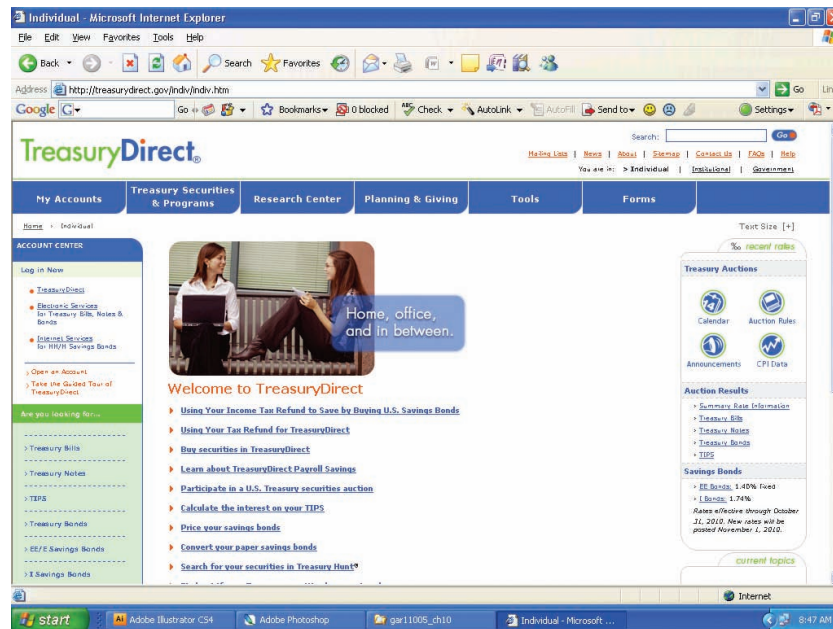 Individual - Microsoft Internet Explorer
File Edit View Favorites Tools Help
Back Search Favorites
Address http://treasurydirect.gov/indiv/indiv.htm Go Lin
Google G Go Bookmarks 0 blocked Check AutoLink AutoFill Send to Settings
Search: Go
TreasuryDirect®
Mailing Lists | News | About | Sitemap | Contact Us | FAQs | Help
You are in: > Individual | Institutional | Government
My Accounts
Treasury Securities & Programs
Research Center
Planning & Giving
Tools
Forms
Home › Individual
Text Size [+]
ACCOUNT CENTER
Log in Now
TreasuryDirect
Electronic Services
for Treasury Bills, Notes &
Bonds
Internet Services
for HH/H Savings Bonds
› Open an Account
› Take the Guided Tour of
TreasuryDirect
Are you looking for...
› Treasury Bills
› Treasury Notes
› TIPS
› Treasury Bonds
› EE/E Savings Bonds
› I Savings Bonds
Home, office,
and in between.
Welcome to TreasuryDirect
Using Your Income Tax Refund to Save by Buying U.S. Savings Bonds
Using Your Tax Refund for TreasuryDirect
Buy securities in TreasuryDirect
Learn about TreasuryDirect Payroll Savings
Participate in a U.S. Treasury securities auction
Calculate the interest on your TIPS
Price your savings bonds
Convert your paper savings bonds
Search for your securities in Treasury Hunt®
‰ recent rates
Treasury Auctions
Calendar Auction Rules
Announcements CPI Data
Auction Results
› Summary Rate Information
› Treasury Bills
› Treasury Notes
› Treasury Bonds
› TIPS
Savings Bonds
› EE Bonds: 1.40% fixed
› I Bonds: 1.74%
Rates effective through October
31, 2010. New rates will be
posted November 1, 2010.
current topics
Internet
start Adobe Illustrator CS4 Adobe Photoshop gar11005_ch10 Individual - Microsoft ... 8:47 AM